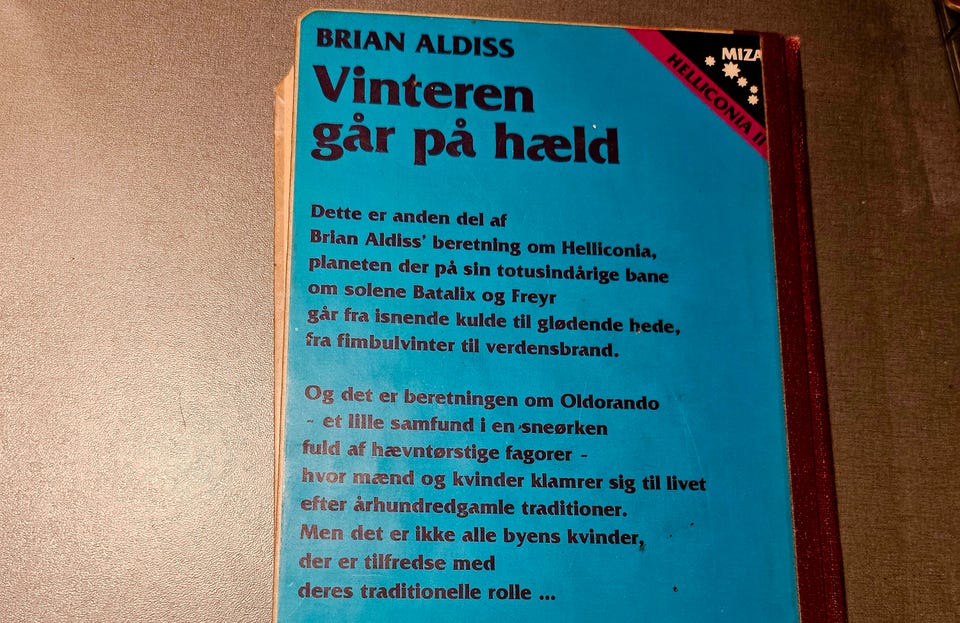 BRIAN ALDISS
Vinteren
går på hæld
MIZA
HELLICONIA II
Dette er anden del af
Brian Aldiss' beretning om Helliconia,
planeten der på sin totusindårige bane
om solene Batalix og Freyr
går fra isnende kulde til glødende hede,
fra fimbulvinter til verdensbrand.
Og det er beretningen om Oldorando
- et lille samfund i en sneørken
fuld af hævntørstige fagorer -
hvor mænd og kvinder klamrer sig til livet
efter århundredgamle traditioner.
Men det er ikke alle byens kvinder,
der er tilfredse med
deres traditionelle rolle ...